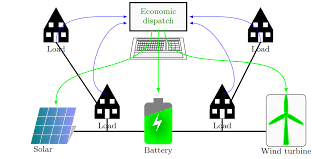 Economic
dispatch
Load
Load
Load
Load
Solar
Battery
Wind turbine